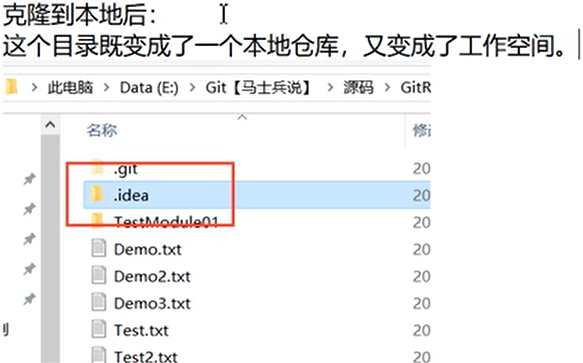 克隆到本地后：
这个目录既变成了一个本地仓库，又变成了工作空间。
此电脑 > Data (E:) > Git【马士兵说】 > 源码 > GitR
名称
修
.git 20
.idea 20
TestModule01 20
Demo.txt 20
Demo2.txt 20
Demo3.txt 20
Test.txt 20
Test2.txt 20